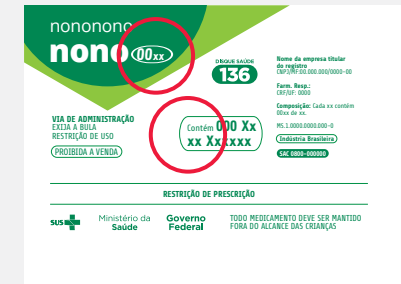 nononono
nono 00xx
DISQUE SAÚDE
136
Nome da empresa titular
do registro
CNPJ/MF:00.000.000/0000-00
Farm. Resp.:
CRF/UF: 0000
Composição: Cada xx contém
00xx de xx.
MS.1.0000.0000.000-0
Indústria Brasileira
SAC 0800-000000
VIA DE ADMINISTRAÇÃO
EXIJA A BULA
RESTRIÇÃO DE USO
PROIBIDA A VENDA
Contém 000 Xx
xx Xxxxxx
RESTRIÇÃO DE PRESCRIÇÃO
SUS
Ministério da
Saúde
Governo
Federal
TODO MEDICAMENTO DEVE SER MANTIDO
FORA DO ALCANCE DAS CRIANÇAS